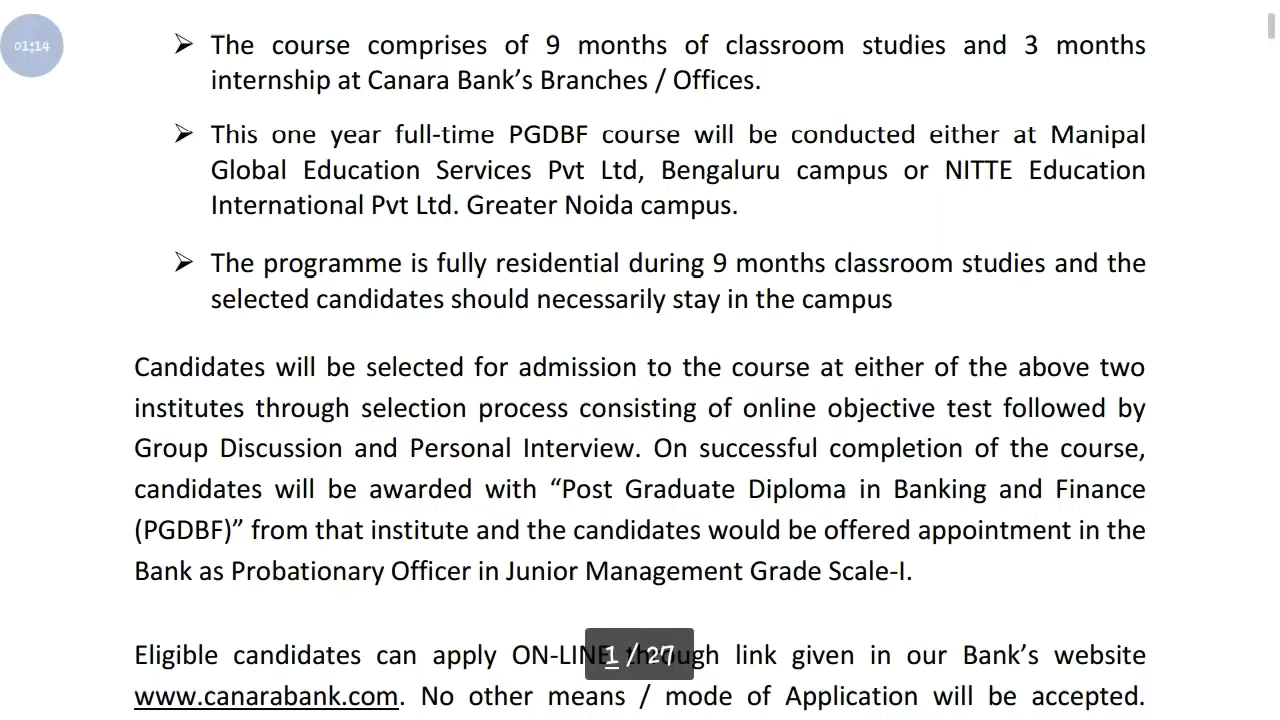 01:14
The course comprises of 9 months of classroom studies and 3 months
internship at Canara Bank's Branches / Offices.
This one year full-time PGDBF course will be conducted either at Manipal
Global Education Services Pvt Ltd, Bengaluru campus or NITTE Education
International Pvt Ltd. Greater Noida campus.
The programme is fully residential during 9 months classroom studies and the
selected candidates should necessarily stay in the campus
Candidates will be selected for admission to the course at either of the above two
institutes through selection process consisting of online objective test followed by
Group Discussion and Personal Interview. On successful completion of the course,
candidates will be awarded with “Post Graduate Diploma in Banking and Finance
(PGDBF)” from that institute and the candidates would be offered appointment in the
Bank as Probationary Officer in Junior Management Grade Scale-I.
Eligible candidates can apply ON-LINE through link given in our Bank's website
1 / 27
www.canarabank.com. No other means / mode of Application will be accepted.